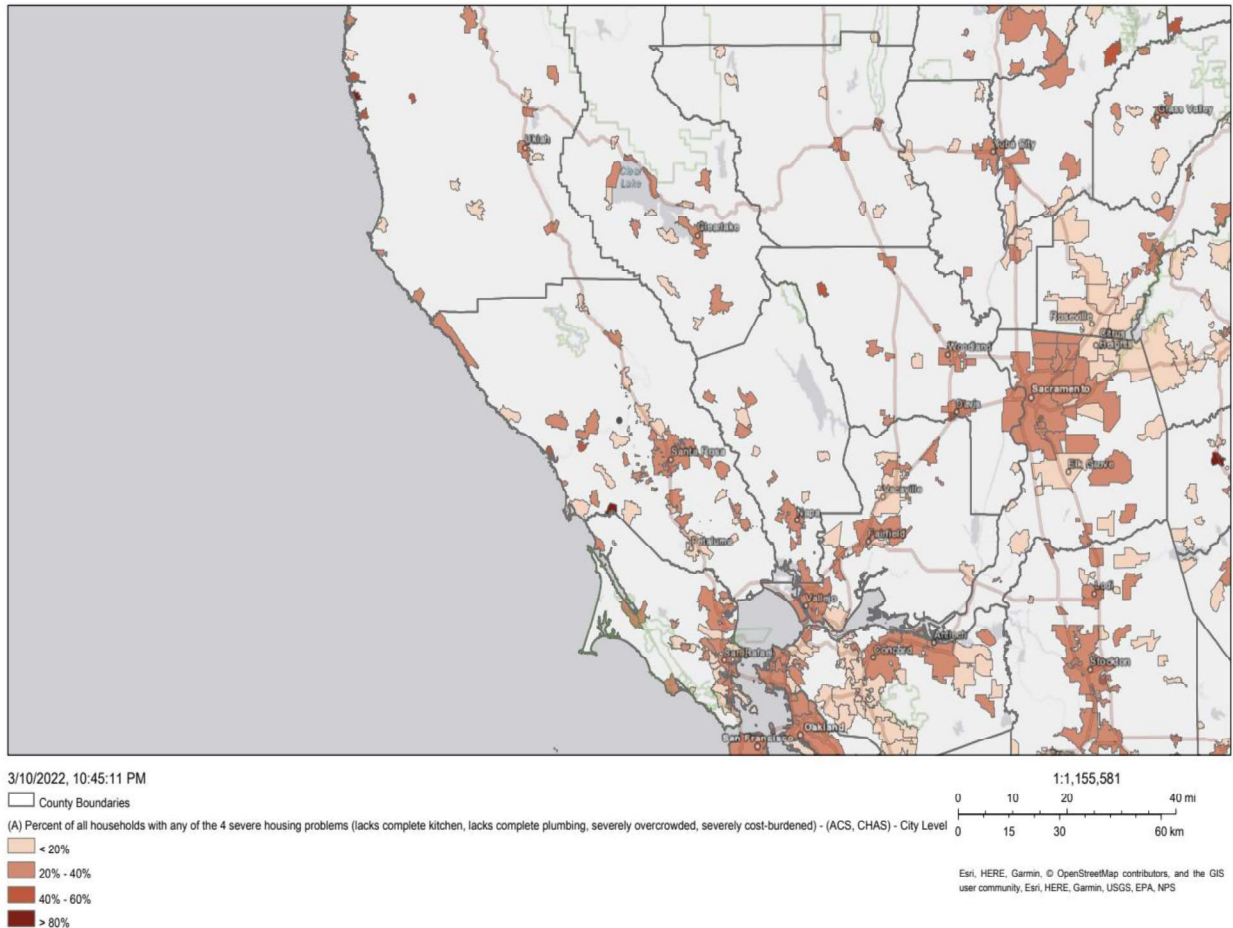 Grass Valley
Ukiah
Yuba City
Clear
Lake
Clearlake
Roseville
Citrus
Heights
Woodland
Sacramento
Davis
Santa Rosa
Elk Grove
Vacaville
Napa
Fairfield
Petaluma
Lodi
Vallejo
Antioch
San Rafael
Concord
Stockton
Oakland
San Francisco
3/10/2022, 10:45:11 PM
1:1,155,581
County Boundaries
0 10 20 40 mi
(A) Percent of all households with any of the 4 severe housing problems (lacks complete kitchen, lacks complete plumbing, severely overcrowded, severely cost-burdened) - (ACS, CHAS) - City Level
0 15 30 60 km
< 20%
20% - 40%
40% - 60%
> 80%
Esri, HERE, Garmin, © OpenStreetMap contributors, and the GIS
user community, Esri, HERE, Garmin, USGS, EPA, NPS